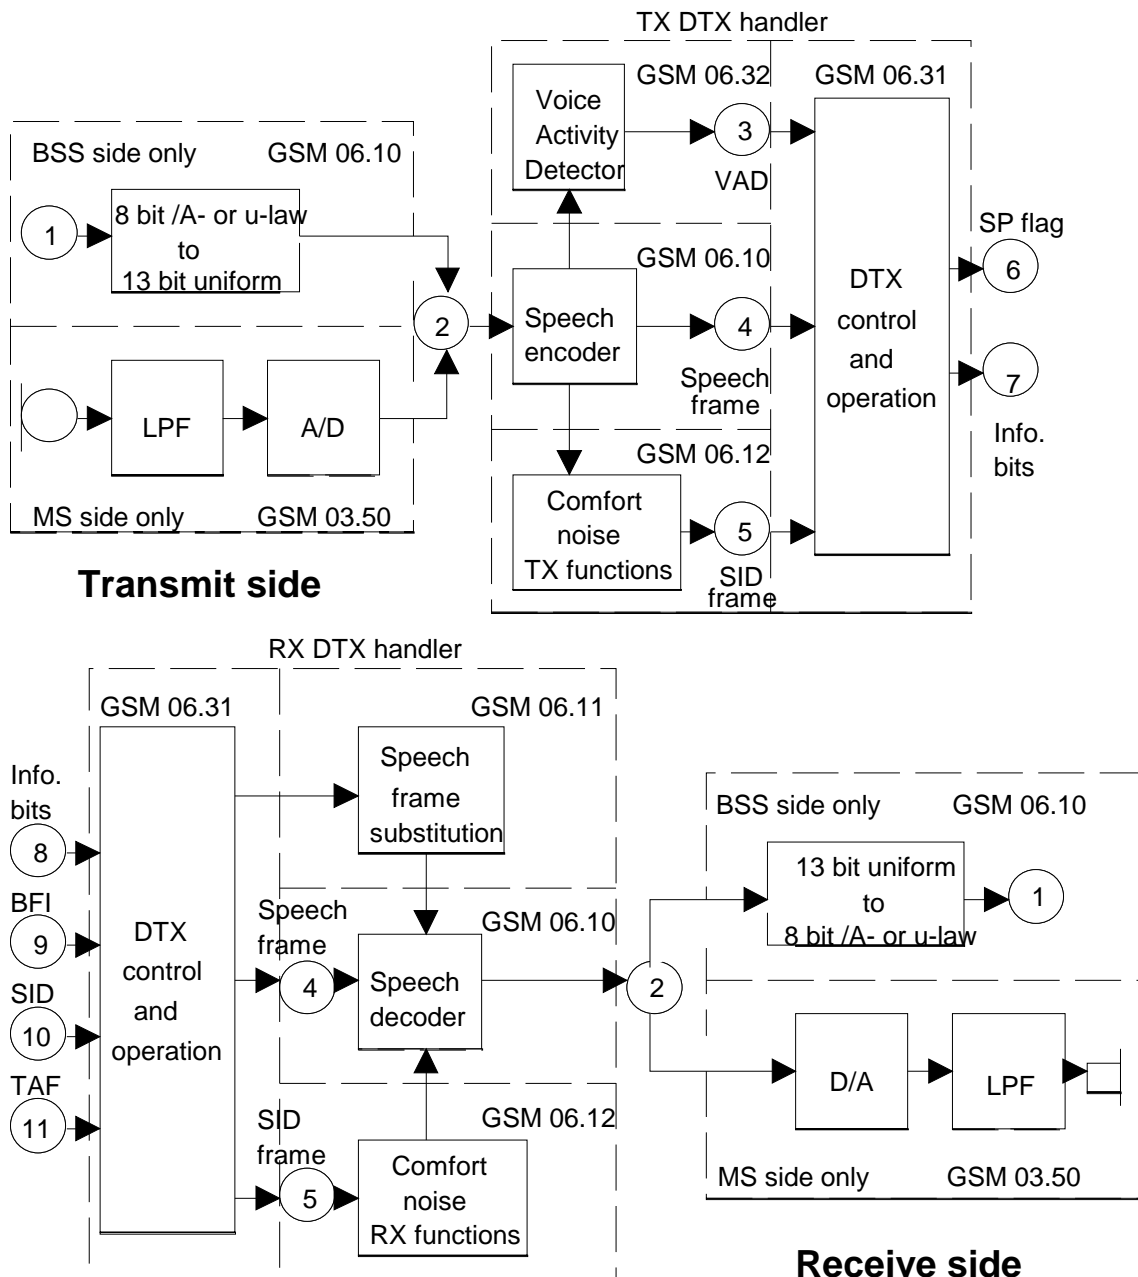 TX DTX handler
GSM 06.32
GSM 06.31
Voice
Activity
Detector
3
VAD
BSS side only
GSM 06.10
1
8 bit /A- or u-law
to
13 bit uniform
2
GSM 06.10
Speech
encoder
4
Speech
frame
DTX
control
and
operation
SP flag
6
7
Info.
bits
LPF
A/D
MS side only
GSM 03.50
GSM 06.12
Comfort
noise
TX functions
5
SID
frame
Transmit side
RX DTX handler
GSM 06.31
GSM 06.11
Info.
bits
8
BFI
9
SID
10
TAF
11
DTX
control
and
operation
Speech
frame
substitution
Speech
frame
4
GSM 06.10
Speech
decoder
SID
frame
5
GSM 06.12
Comfort
noise
RX functions
2
BSS side only
GSM 06.10
13 bit uniform
to
8 bit /A- or u-law
1
D/A
LPF
MS side only
GSM 03.50
Receive side